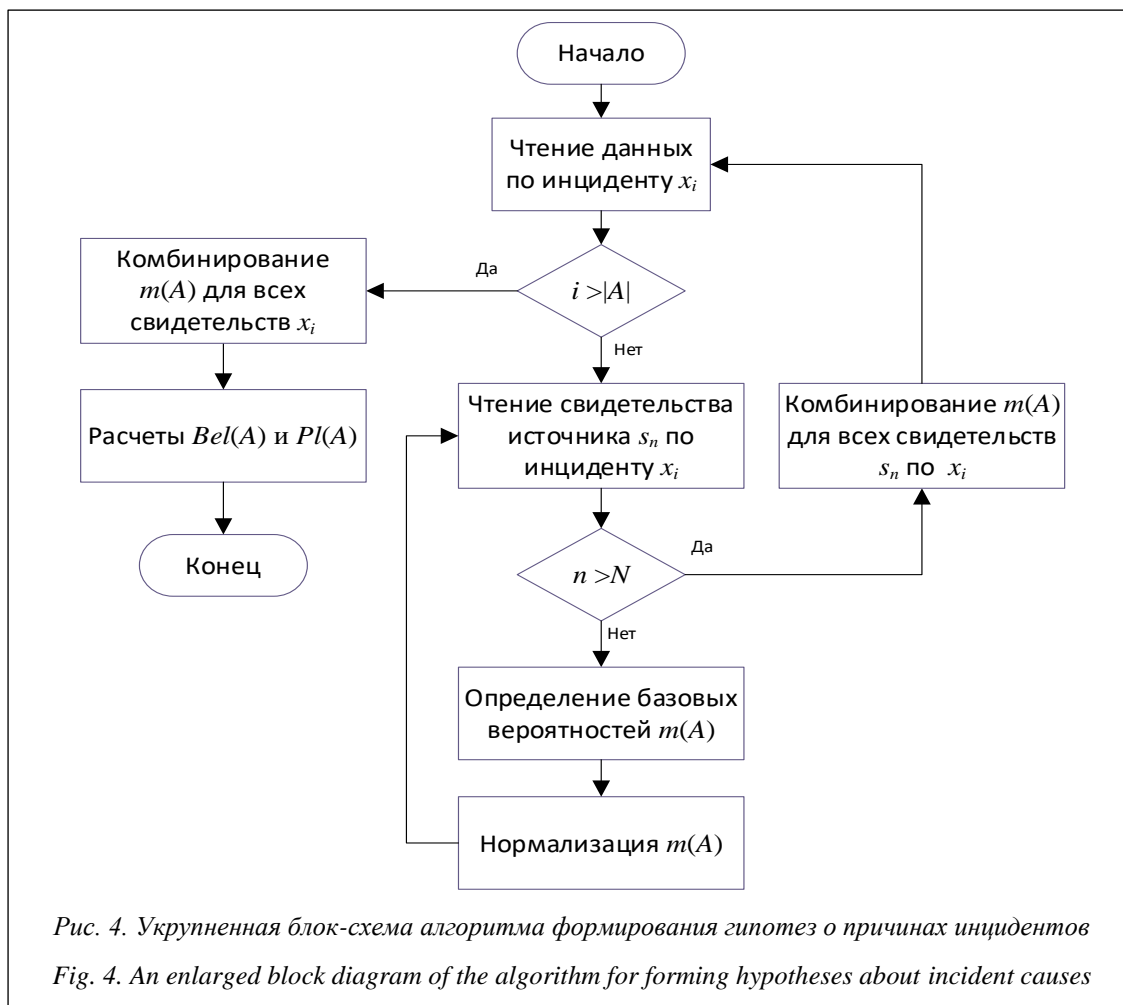 Начало
Чтение данных
по инциденту xᵢ
Да
i >|A|
Нет
Комбинирование
m(A) для всех
свидетельств xᵢ
Расчеты Bel(A) и Pl(A)
Конец
Чтение свидетельства
источника sₙ по
инциденту xᵢ
Комбинирование m(A)
для всех свидетельств
sₙ по xᵢ
n >N
Да
Нет
Определение базовых
вероятностей m(A)
Нормализация m(A)
Рис. 4. Укрупненная блок-схема алгоритма формирования гипотез о причинах инцидентов
Fig. 4. An enlarged block diagram of the algorithm for forming hypotheses about incident causes